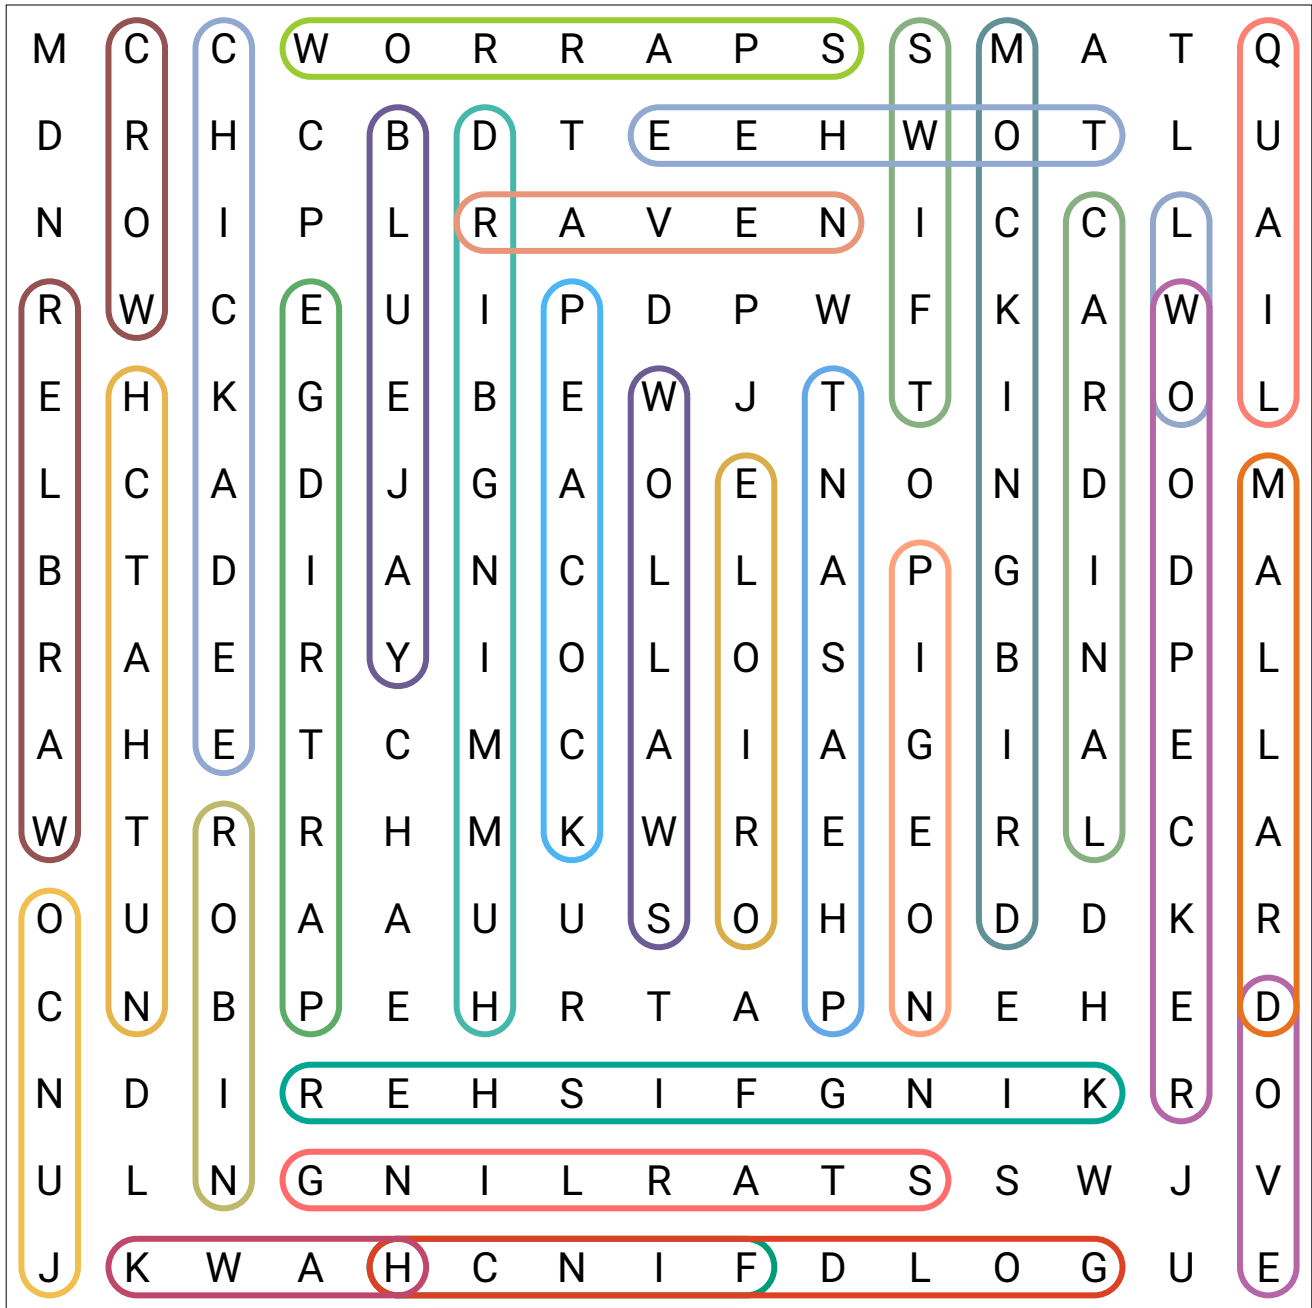 M C C W O R R A P S S M A T Q
D R H C B D T E E H W O T L U
N O I P L R A V E N I C C L A
R W C E U I P D P W F K A W I
E H K G E B E W J T T I R O L
L C A D J G A O E N O N D O M
B T D I A N C L L A P G I D A
R A E R Y I O L O S I B N P L
A H E T C M C A I A G I A E L
W T R R H M K W R E E R L C A
O U O A A U U S O H O D D K R
C N B P E H R T A P N E H E D
N D I R E H S I F G N I K R O
U L N G N I L R A T S S W J V
J K W A H C N I F D L O G U E